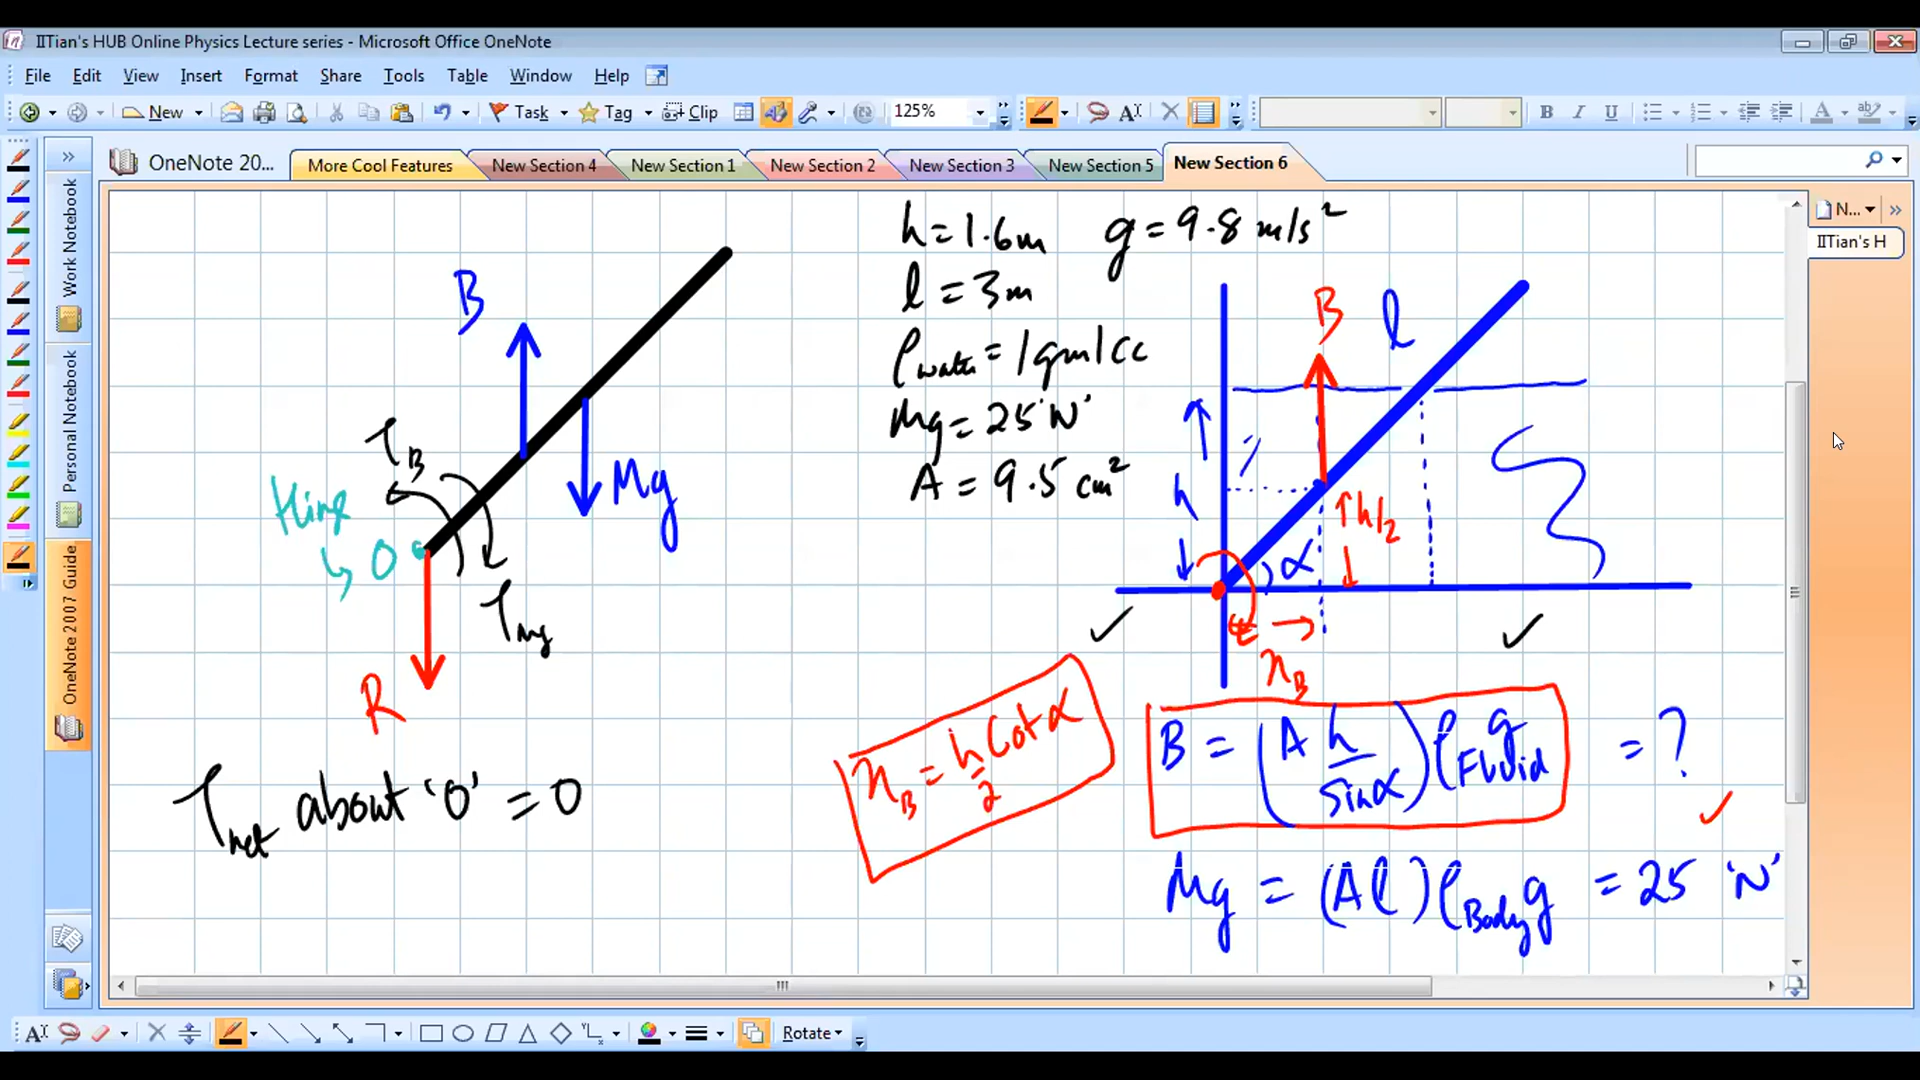 IITian's HUB Online Physics Lecture series - Microsoft Office OneNote
File Edit View Insert Format Share Tools Table Window Help
New Task Tag Clip 125% B I U A ab
OneNote 20... More Cool Features New Section 4 New Section 1 New Section 2 New Section 3 New Section 5 New Section 6
N...
IITian's H
Work Notebook
Personal Notebook
OneNote 2007 Guide
h = 1.6m g = 9.8 m/s²
l = 3m
ρwater = 1gm/cc
Mg = 25 'N'
A = 9.5 cm²
B
τB
Mg
Hinge
O
τMg
R
τnet about 'O' = 0
B
l
h
h/2
α
xB
xB = h/2 Cot α
B = (A h/sinα) ρFluid g = ?
Mg = (Al) ρBody g = 25 'N'
Rotate